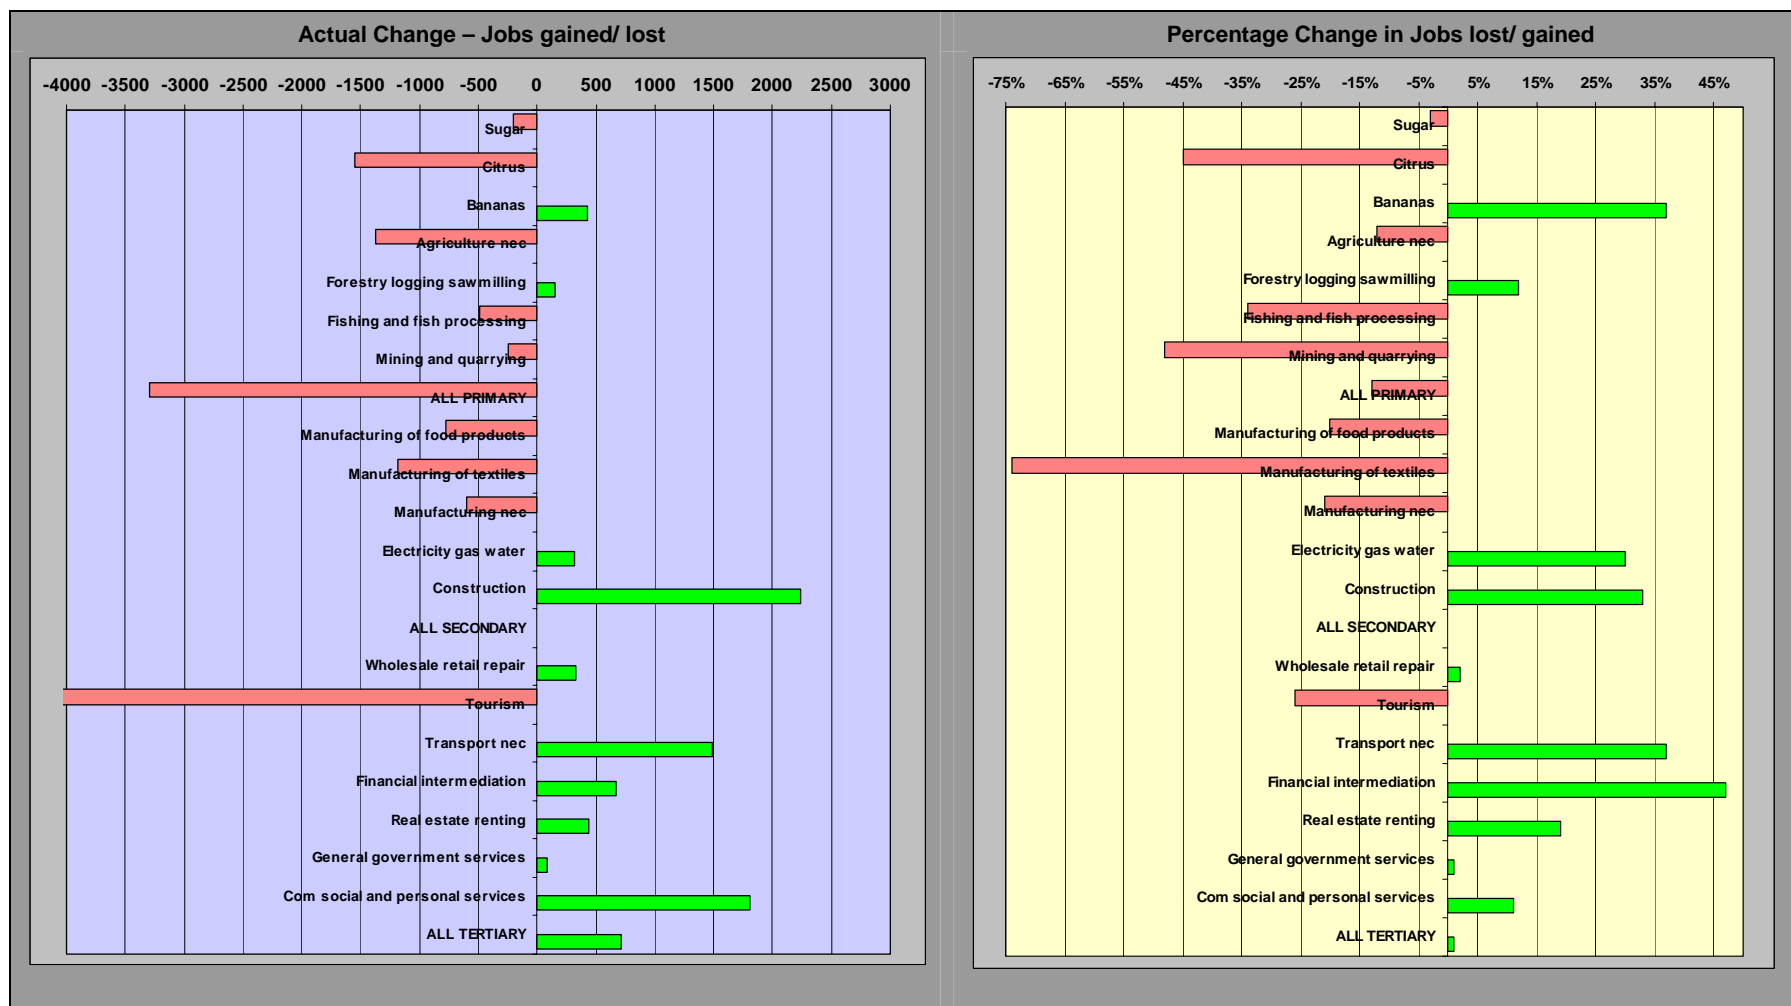 Actual Change – Jobs gained/ lost
-4000 -3500 -3000 -2500 -2000 -1500 -1000 -500 0 500 1000 1500 2000 2500 3000
Sugar
Citrus
Bananas
Agriculture nec
Forestry logging sawmilling
Fishing and fish processing
Mining and quarrying
ALL PRIMARY
Manufacturing of food products
Manufacturing of textiles
Manufacturing nec
Electricity gas water
Construction
ALL SECONDARY
Wholesale retail repair
Tourism
Transport nec
Financial intermediation
Real estate renting
General government services
Com social and personal services
ALL TERTIARY
Percentage Change in Jobs lost/ gained
-75% -65% -55% -45% -35% -25% -15% -5% 5% 15% 25% 35% 45%
Sugar
Citrus
Bananas
Agriculture nec
Forestry logging sawmilling
Fishing and fish processing
Mining and quarrying
ALL PRIMARY
Manufacturing of food products
Manufacturing of textiles
Manufacturing nec
Electricity gas water
Construction
ALL SECONDARY
Wholesale retail repair
Tourism
Transport nec
Financial intermediation
Real estate renting
General government services
Com social and personal services
ALL TERTIARY